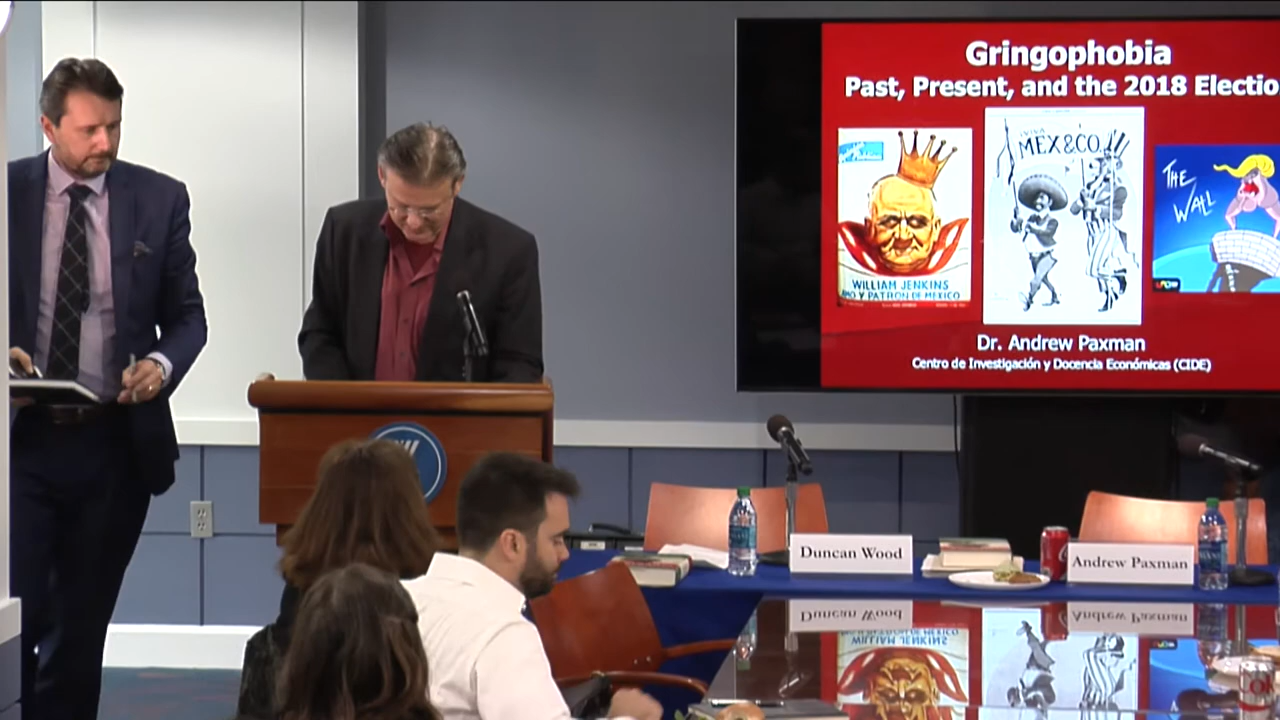 Gringophobia
Past, Present, and the 2018 Electio
MEX&CO.
THE
WALL
WILLIAM JENKINS
AMO Y PATRON DE MEXICO
Dr. Andrew Paxman
Centro de Investigación y Docencia Económicas (CIDE)
Duncan Wood
Andrew Paxman